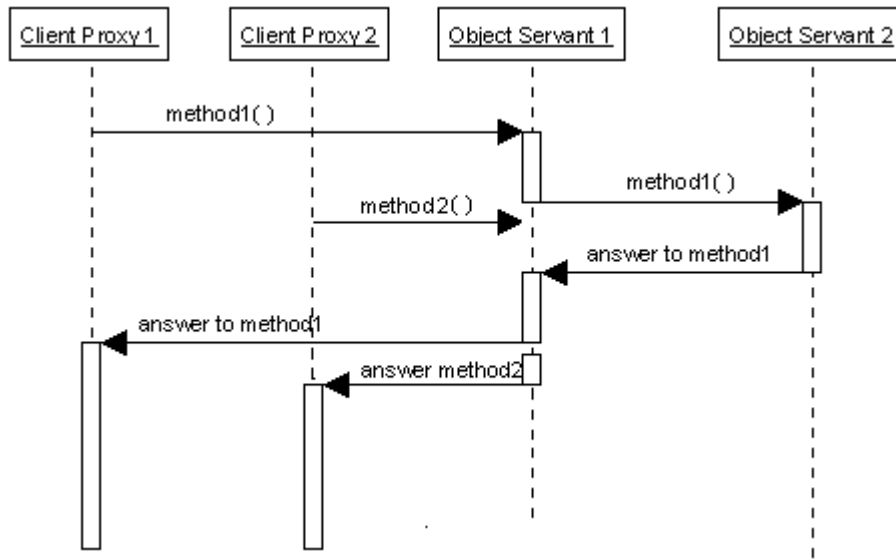 Client Proxy 1
Client Proxy 2
Object Servant 1
Object Servant 2
method1( )
method1()
method2( )
answer to method1
answer to method1
answer method2